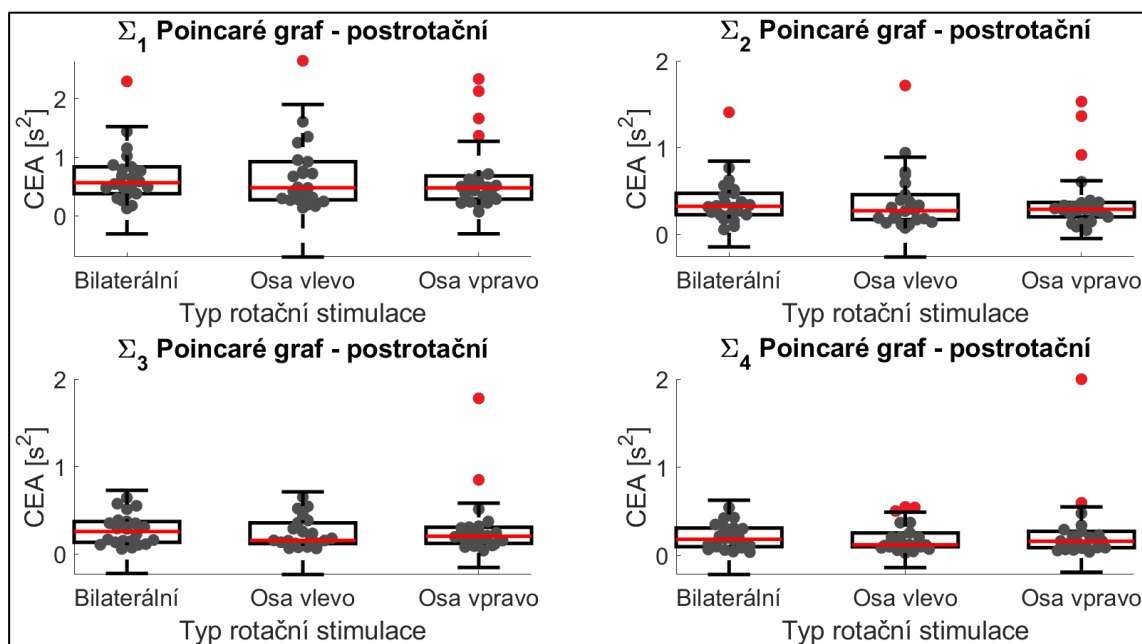 Σ1 Poincaré graf - postrotační
CEA [s2]
2
1
0
Bilaterální Osa vlevo Osa vpravo
Typ rotační stimulace
Σ2 Poincaré graf - postrotační
CEA [s2]
2
1
0
Bilaterální Osa vlevo Osa vpravo
Typ rotační stimulace
Σ3 Poincaré graf - postrotační
CEA [s2]
2
1
0
Bilaterální Osa vlevo Osa vpravo
Typ rotační stimulace
Σ4 Poincaré graf - postrotační
CEA [s2]
2
1
0
Bilaterální Osa vlevo Osa vpravo
Typ rotační stimulace